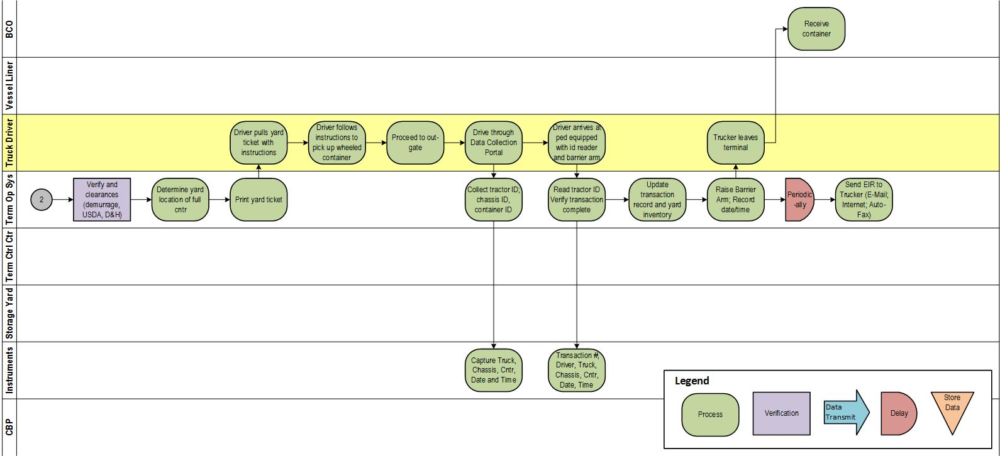 BCO
Receive
container
Vessel Liner
Truck Driver
Driver pulls yard
ticket with
instructions
Driver follows
instructions to
pick up wheeled
container
Proceed to out-
gate
Drive through
Data Collection
Portal
Driver arrives at
ped equipped
with id reader
and barrier arm
Trucker leaves
terminal
Term Op Sys
2
Verify and
clearances
(demurrage,
USDA, D&H)
Determine yard
location of full
cntr
Print yard ticket
Collect tractor ID;
chassis ID,
container ID
Read tractor ID
Verify transaction
complete
Update
transaction
record and yard
inventory
Raise Barrier
Arm; Record
date/time
Periodic
-ally
Send EIR to
Trucker (E-Mail;
Internet; Auto-
Fax)
Term Ctrl Ctr
Storage Yard
Instruments
Capture Truck,
Chassis, Cntr,
Date and Time
Transaction #,
Driver, Truck,
Chassis, Cntr,
Date, Time
CBP
Legend
Process
Verification
Data
Transmit
Delay
Store
Data